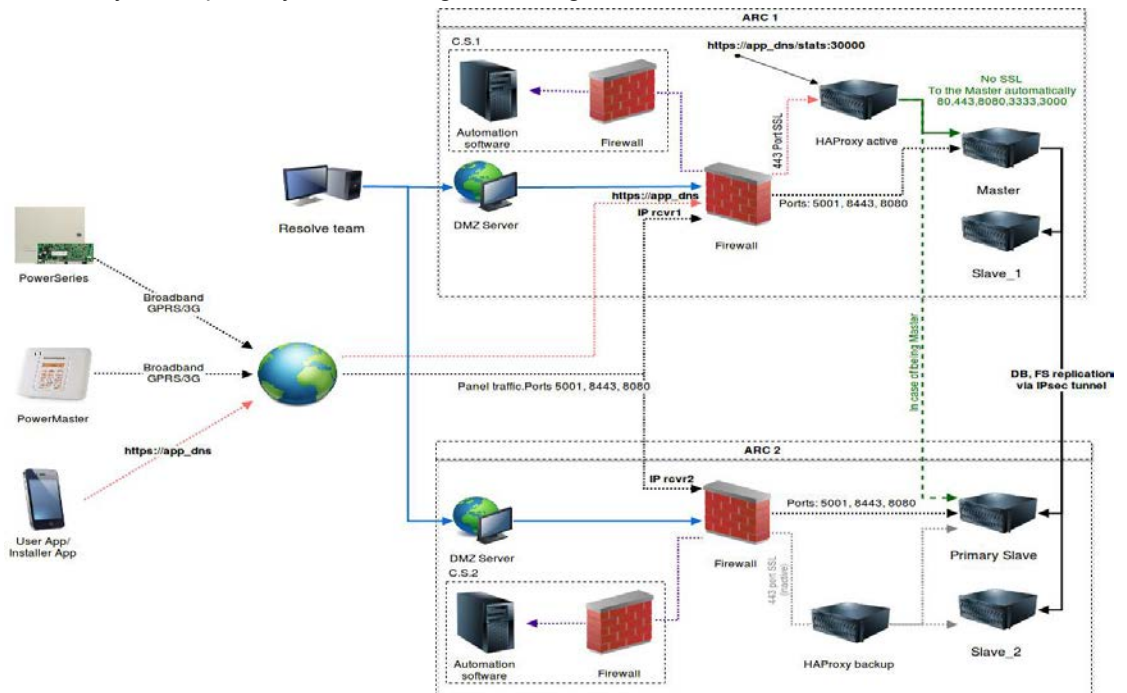 ARC 1
C.S.1
https://app_dns/stats:30000
No SSL
To the Master automatically
80,443,8080,3333,3000
Automation
software
Firewall
443 Port SSL
HAProxy active
Master
Resolve team
DMZ Server
https://app_dns
IP rcvr1
Ports: 5001, 8443, 8080
Firewall
Slave_1
PowerSeries
Broadband
GPRS/3G
In case of being Master
Broadband
GPRS/3G
Panel traffic.Ports 5001, 8443, 8080
DB, FS replication
via IPsec tunnel
PowerMaster
https://app_dns
ARC 2
IP rcvr2
Ports: 5001, 8443, 8080
User App/
Installer App
DMZ Server
Firewall
Primary Slave
C.S.2
443 port SSL
(inactive)
Automation
software
Firewall
HAProxy backup
Slave_2